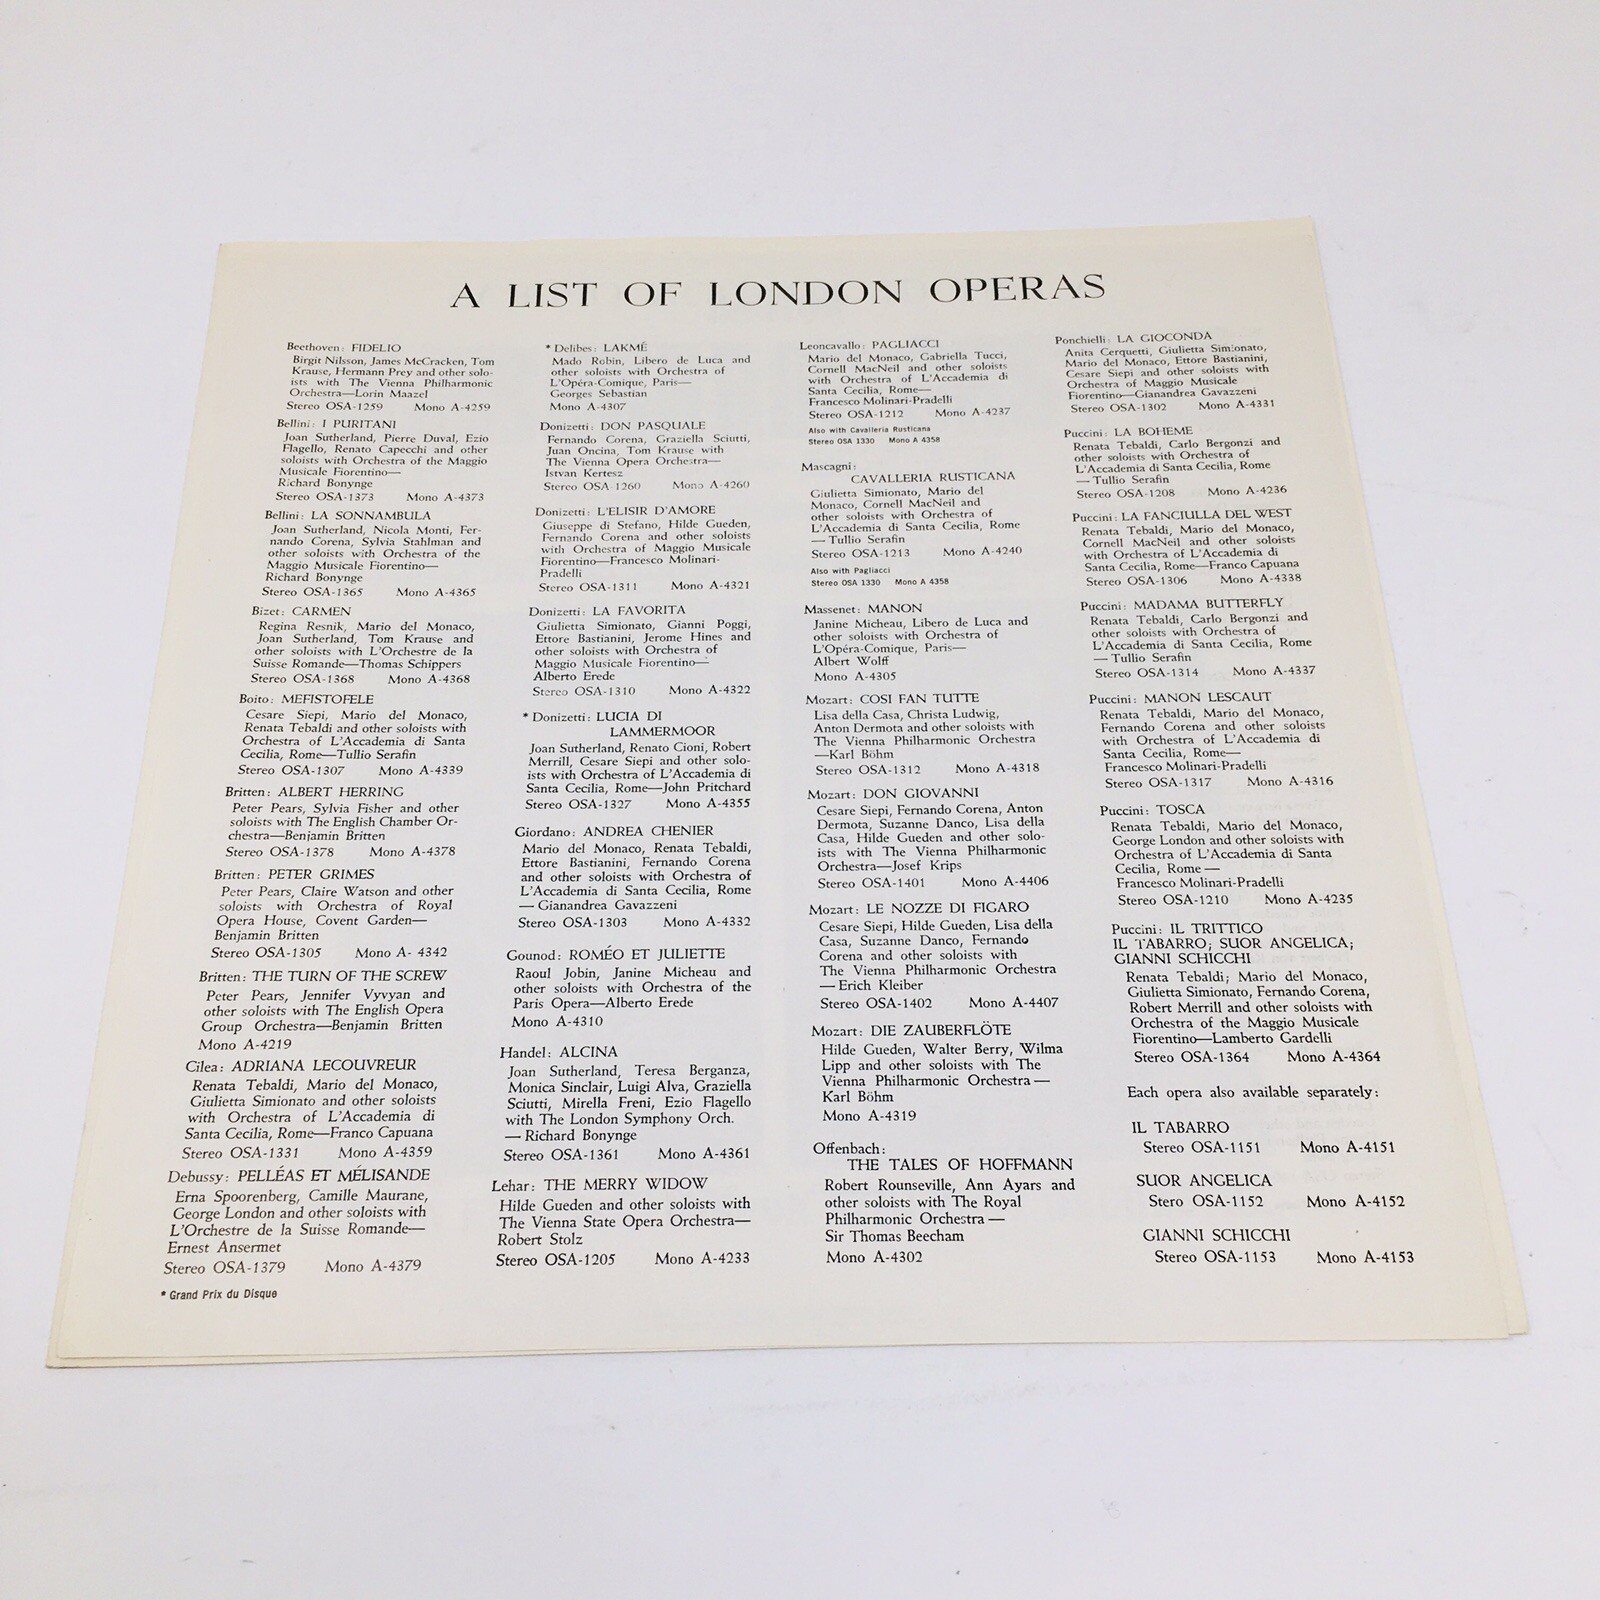 A LIST OF LONDON OPERAS
Beethoven: FIDELIO
Birgit Nilsson, James McCracken, Tom
Krause, Hermann Prey and other solo-
ists with The Vienna Philharmonic
Orchestra—Lorin Maazel
Stereo OSA-1259 Mono A-4259
Bellini: I PURITANI
Joan Sutherland, Pierre Duval, Ezio
Flagello, Renato Capecchi and other
soloists with Orchestra of the Maggio
Musicale Fiorentino—
Richard Bonynge
Stereo OSA-1373 Mono A-4373
Bellini: LA SONNAMBULA
Joan Sutherland, Nicola Monti, Fer-
nando Corena, Sylvia Stahlman and
other soloists with Orchestra of the
Maggio Musicale Fiorentino—
Richard Bonynge
Stereo OSA-1365 Mono A-4365
Bizet: CARMEN
Regina Resnik, Mario del Monaco,
Joan Sutherland, Tom Krause and
other soloists with L'Orchestre de la
Suisse Romande—Thomas Schippers
Stereo OSA-1368 Mono A-4368
Boito: MEFISTOFELE
Cesare Siepi, Mario del Monaco,
Renata Tebaldi and other soloists with
Orchestra of L'Accademia di Santa
Cecilia, Rome—Tullio Serafin
Stereo OSA-1307 Mono A-4339
Britten: ALBERT HERRING
Peter Pears, Sylvia Fisher and other
soloists with The English Chamber Or-
chestra—Benjamin Britten
Stereo OSA-1378 Mono A-4378
Britten: PETER GRIMES
Peter Pears, Claire Watson and other
soloists with Orchestra of Royal
Opera House, Covent Garden—
Benjamin Britten
Stereo OSA-1305 Mono A- 4342
Britten: THE TURN OF THE SCREW
Peter Pears, Jennifer Vyvyan and
other soloists with The English Opera
Group Orchestra—Benjamin Britten
Mono A-4219
Cilea: ADRIANA LECOUVREUR
Renata Tebaldi, Mario del Monaco,
Giulietta Simionato and other soloists
with Orchestra of L'Accademia di
Santa Cecilia, Rome—Franco Capuana
Stereo OSA-1331 Mono A-4359
Debussy: PELLÉAS ET MÉLISANDE
Erna Spoorenberg, Camille Maurane,
George London and other soloists with
L'Orchestre de la Suisse Romande—
Ernest Ansermet
Stereo OSA-1379 Mono A-4379
* Grand Prix du Disque
* Delibes: LAKMÉ
Mado Robin, Libero de Luca and
other soloists with Orchestra of
L'Opéra-Comique, Paris—
Georges Sebastian
Mono A-4307
Donizetti: DON PASQUALE
Fernando Corena, Graziella Sciutti,
Juan Oncina, Tom Krause with
The Vienna Opera Orchestra—
Istvan Kertesz
Stereo OSA-1260 Mono A-4260
Donizetti: L'ELISIR D'AMORE
Giuseppe di Stefano, Hilde Gueden,
Fernando Corena and other soloists
with Orchestra of Maggio Musicale
Fiorentino—Francesco Molinari-
Pradelli
Stereo OSA-1311 Mono A-4321
Donizetti: LA FAVORITA
Giulietta Simionato, Gianni Poggi,
Ettore Bastianini, Jerome Hines and
other soloists with Orchestra of
Maggio Musicale Fiorentino—
Alberto Erede
Stereo OSA-1310 Mono A-4322
* Donizetti: LUCIA DI
LAMMERMOOR
Joan Sutherland, Renato Cioni, Robert
Merrill, Cesare Siepi and other solo-
ists with Orchestra of L'Accademia di
Santa Cecilia, Rome—John Pritchard
Stereo OSA-1327 Mono A-4355
Giordano: ANDREA CHENIER
Mario del Monaco, Renata Tebaldi,
Ettore Bastianini, Fernando Corena
and other soloists with Orchestra of
L'Accademia di Santa Cecilia, Rome
— Gianandrea Gavazzeni
Stereo OSA-1303 Mono A-4332
Gounod: ROMÉO ET JULIETTE
Raoul Jobin, Janine Micheau and
other soloists with Orchestra of the
Paris Opera—Alberto Erede
Mono A-4310
Handel: ALCINA
Joan Sutherland, Teresa Berganza,
Monica Sinclair, Luigi Alva, Graziella
Sciutti, Mirella Freni, Ezio Flagello
with The London Symphony Orch.
— Richard Bonynge
Stereo OSA-1361 Mono A-4361
Lehar: THE MERRY WIDOW
Hilde Gueden and other soloists with
The Vienna State Opera Orchestra—
Robert Stolz
Stereo OSA-1205 Mono A-4233
Leoncavallo: PAGLIACCI
Mario del Monaco, Gabriella Tucci,
Cornell MacNeil and other soloists
with Orchestra of L'Accademia di
Santa Cecilia, Rome—
Francesco Molinari-Pradelli
Stereo OSA-1212 Mono A-4237
Also with Cavalleria Rusticana
Stereo OSA 1330 Mono A 4358
Mascagni:
CAVALLERIA RUSTICANA
Giulietta Simionato, Mario del
Monaco, Cornell MacNeil and
other soloists with Orchestra of
L'Accademia di Santa Cecilia, Rome
— Tullio Serafin
Stereo OSA-1213 Mono A-4240
Also with Pagliacci
Stereo OSA 1330 Mono A 4358
Massenet: MANON
Janine Micheau, Libero de Luca and
other soloists with Orchestra of
L'Opéra-Comique, Paris—
Albert Wolff
Mono A-4305
Mozart: COSI FAN TUTTE
Lisa della Casa, Christa Ludwig,
Anton Dermota and other soloists with
The Vienna Philharmonic Orchestra
—Karl Böhm
Stereo OSA-1312 Mono A-4318
Mozart: DON GIOVANNI
Cesare Siepi, Fernando Corena, Anton
Dermota, Suzanne Danco, Lisa della
Casa, Hilde Gueden and other solo-
ists with The Vienna Philharmonic
Orchestra—Josef Krips
Stereo OSA-1401 Mono A-4406
Mozart: LE NOZZE DI FIGARO
Cesare Siepi, Hilde Gueden, Lisa della
Casa, Suzanne Danco, Fernando
Corena and other soloists with
The Vienna Philharmonic Orchestra
— Erich Kleiber
Stereo OSA-1402 Mono A-4407
Mozart: DIE ZAUBERFLÖTE
Hilde Gueden, Walter Berry, Wilma
Lipp and other soloists with The
Vienna Philharmonic Orchestra —
Karl Böhm
Mono A-4319
Offenbach:
THE TALES OF HOFFMANN
Robert Rounseville, Ann Ayars and
other soloists with The Royal
Philharmonic Orchestra —
Sir Thomas Beecham
Mono A-4302
Ponchielli: LA GIOCONDA
Anita Cerquetti, Giulietta Simionato,
Mario del Monaco, Ettore Bastianini,
Cesare Siepi and other soloists with
Orchestra of Maggio Musicale
Fiorentino—Gianandrea Gavazzeni
Stereo OSA-1302 Mono A-4331
Puccini: LA BOHEME
Renata Tebaldi, Carlo Bergonzi and
other soloists with Orchestra of
L'Accademia di Santa Cecilia, Rome
— Tullio Serafin
Stereo OSA-1208 Mono A-4236
Puccini: LA FANCIULLA DEL WEST
Renata Tebaldi, Mario del Monaco,
Cornell MacNeil and other soloists
with Orchestra of L'Accademia di
Santa Cecilia, Rome—Franco Capuana
Stereo OSA-1306 Mono A-4338
Puccini: MADAMA BUTTERFLY
Renata Tebaldi, Carlo Bergonzi and
other soloists with Orchestra of
L'Accademia di Santa Cecilia, Rome
— Tullio Serafin
Stereo OSA-1314 Mono A-4337
Puccini: MANON LESCAUT
Renata Tebaldi, Mario del Monaco,
Fernando Corena and other soloists
with Orchestra of L'Accademia di
Santa Cecilia, Rome—
Francesco Molinari-Pradelli
Stereo OSA-1317 Mono A-4316
Puccini: TOSCA
Renata Tebaldi, Mario del Monaco,
George London and other soloists with
Orchestra of L'Accademia di Santa
Cecilia, Rome —
Francesco Molinari-Pradelli
Stereo OSA-1210 Mono A-4235
Puccini: IL TRITTICO
IL TABARRO; SUOR ANGELICA;
GIANNI SCHICCHI
Renata Tebaldi; Mario del Monaco,
Giulietta Simionato, Fernando Corena,
Robert Merrill and other soloists with
Orchestra of the Maggio Musicale
Fiorentino—Lamberto Gardelli
Stereo OSA-1364 Mono A-4364
Each opera also available separately:
IL TABARRO
Stereo OSA-1151 Mono A-4151
SUOR ANGELICA
Stero OSA-1152 Mono A-4152
GIANNI SCHICCHI
Stereo OSA-1153 Mono A-4153